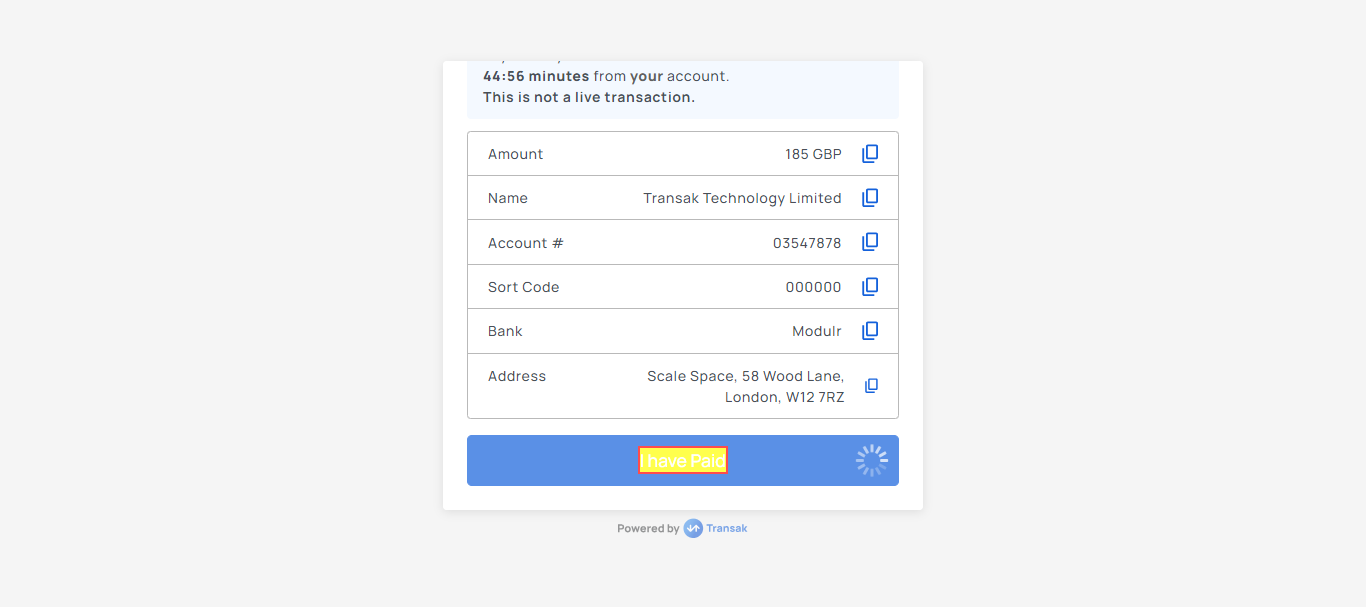 44:56 minutes from your account.
This is not a live transaction.
Amount 185 GBP
Name Transak Technology Limited
Account # 03547878
Sort Code 000000
Bank Modulr
Address Scale Space, 58 Wood Lane,
London, W12 7RZ
I have Paid
Powered by Transak